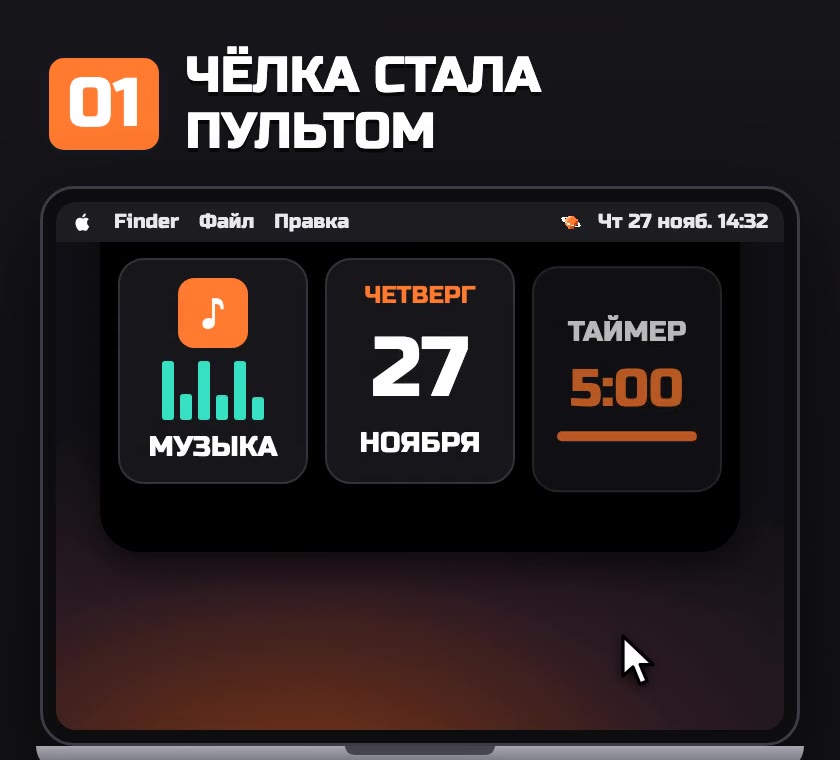 01
ЧЁЛКА СТАЛА
ПУЛЬТОМ
Finder Файл Правка
Чт 27 нояб. 14:32
МУЗЫКА
ЧЕТВЕРГ
27
НОЯБРЯ
ТАЙМЕР
5:00